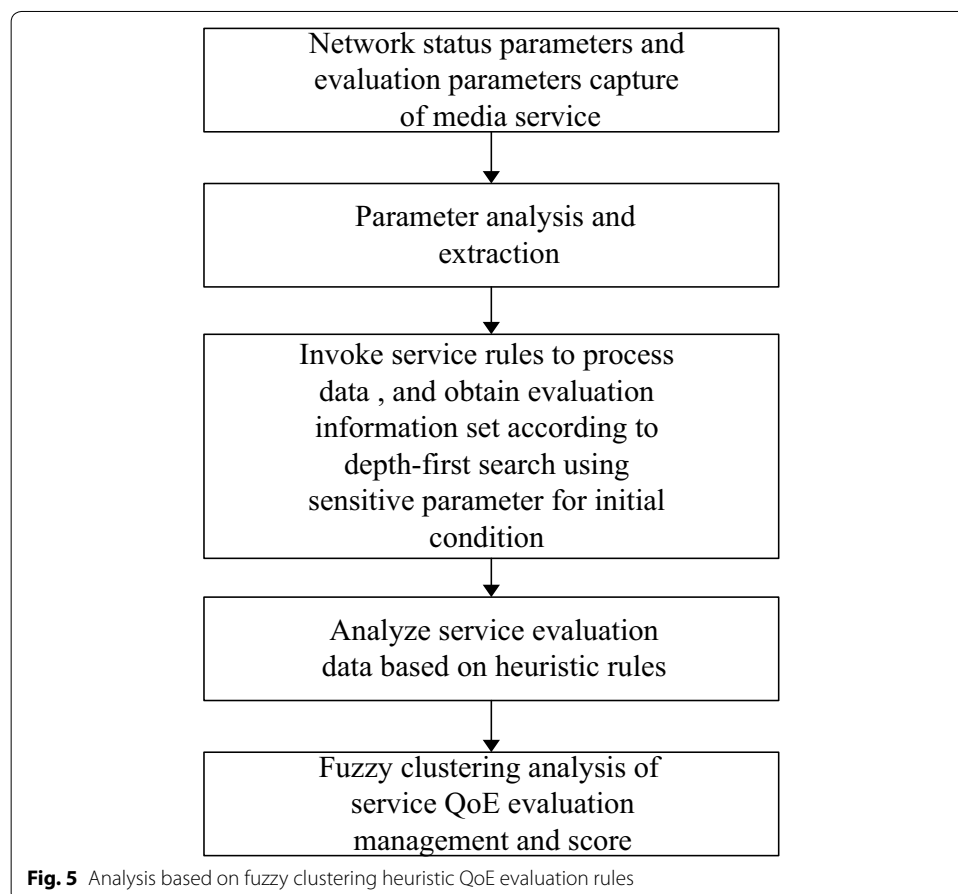 Network status parameters and
evaluation parameters capture
of media service
Parameter analysis and
extraction
Invoke service rules to process
data , and obtain evaluation
information set according to
depth-first search using
sensitive parameter for initial
condition
Analyze service evaluation
data based on heuristic rules
Fuzzy clustering analysis of
service QoE evaluation
management and score
Fig. 5 Analysis based on fuzzy clustering heuristic QoE evaluation rules